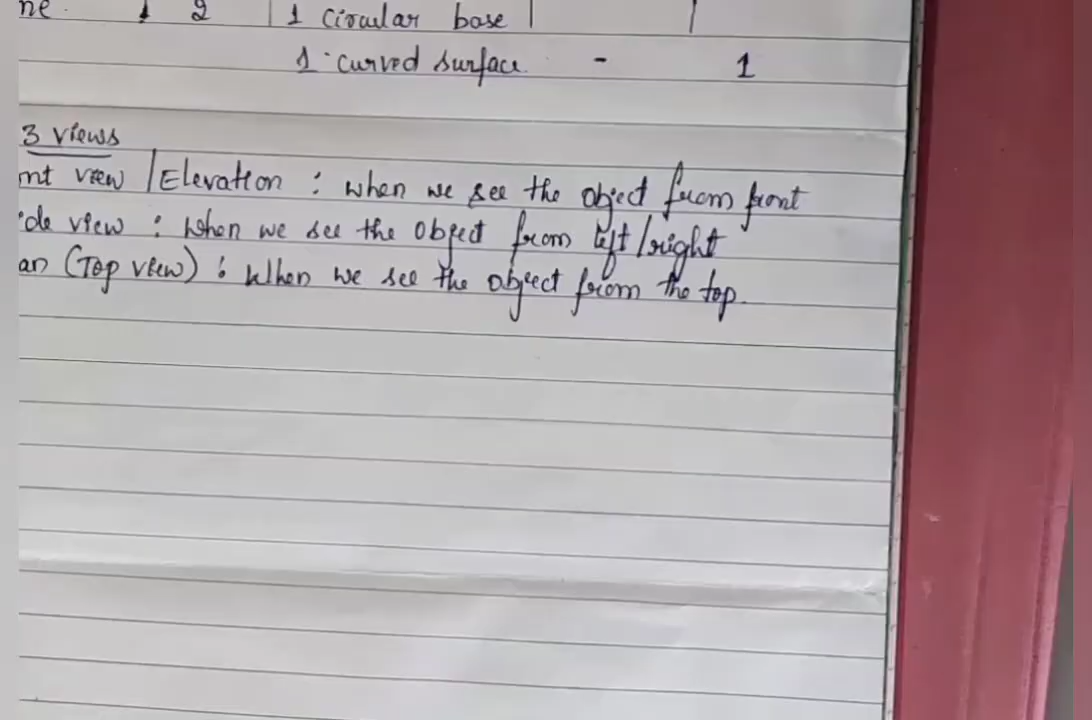 ne 1 2 1 circular base
1 curved surface - 1
3 views
nt view / Elevation : when we see the object from front
de view : When we see the object from left/right
an (Top view) : When we see the object from the top.